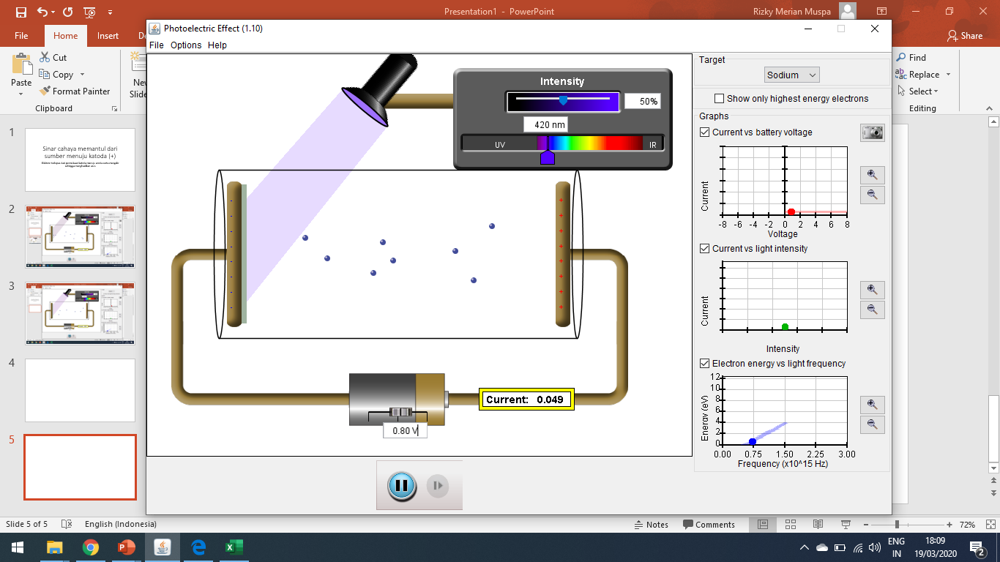 Presentation1 - PowerPoint
Rizky Merian Muspa
File
Home
Insert
Share
Cut
Copy
Format Painter
Paste
Clipboard
New
Slide
Find
Replace
Select
Editing
Photoelectric Effect (1.10)
File Options Help
Intensity
50%
420 nm
UV
IR
Current: 0.049
0.80 V
Target
Sodium
Show only highest energy electrons
Graphs
Current vs battery voltage
Current
-8 -6 -4 -2 0 2 4 6 8
Voltage
Current vs light intensity
Current
Intensity
Electron energy vs light frequency
Energy (eV)
12
10
8
6
4
2
0
0.00 0.75 1.50 2.25 3.00
Frequency (x10^15 Hz)
1
Sinar cahaya memantul dari
sumber menuju katoda (+)
2
3
4
5
Slide 5 of 5
English (Indonesia)
Notes
Comments
72%
ENG
IN
18:09
19/03/2020
2